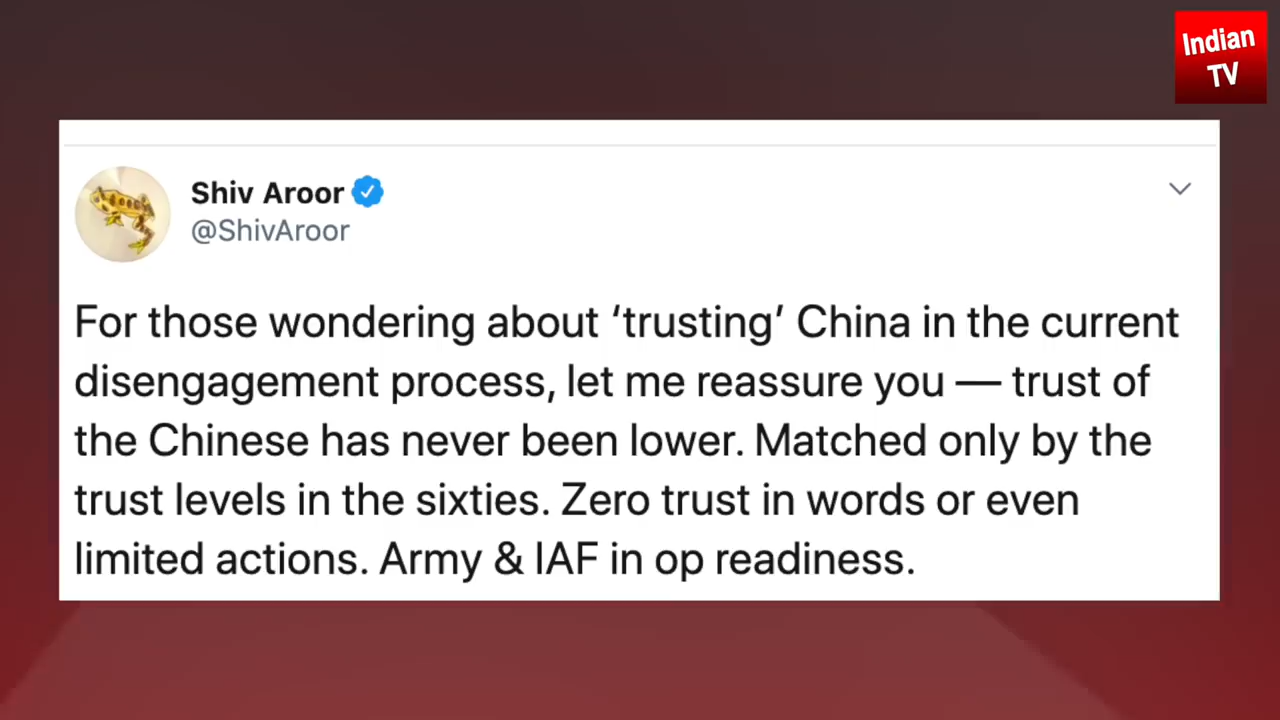 Indian
TV
Shiv Aroor
@ShivAroor
For those wondering about ‘trusting’ China in the current
disengagement process, let me reassure you — trust of
the Chinese has never been lower. Matched only by the
trust levels in the sixties. Zero trust in words or even
limited actions. Army & IAF in op readiness.